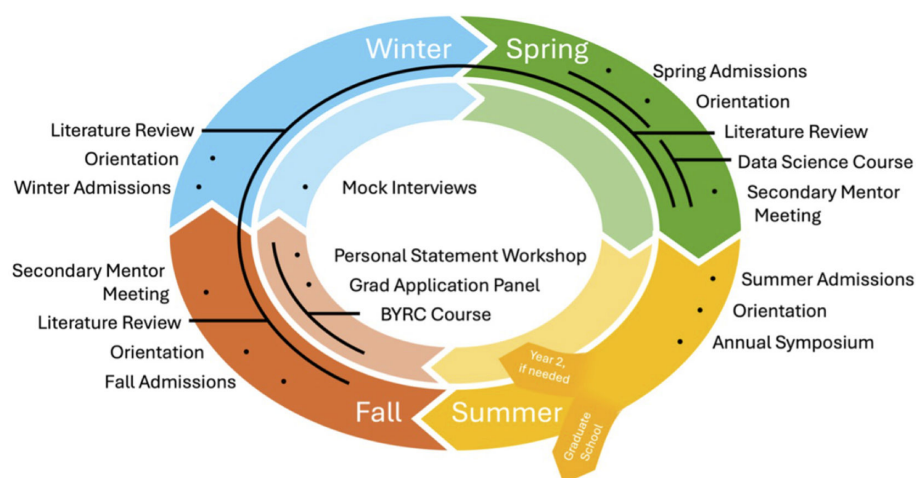 Winter
Spring
Spring Admissions
Orientation
Literature Review
Data Science Course
Secondary Mentor
Meeting
Literature Review
Orientation
Winter Admissions
Mock Interviews
Personal Statement Workshop
Grad Application Panel
BYRC Course
Secondary Mentor
Meeting
Literature Review
Orientation
Fall Admissions
Summer Admissions
Orientation
Annual Symposium
Year 2,
if needed
Fall
Summer
Graduate
School